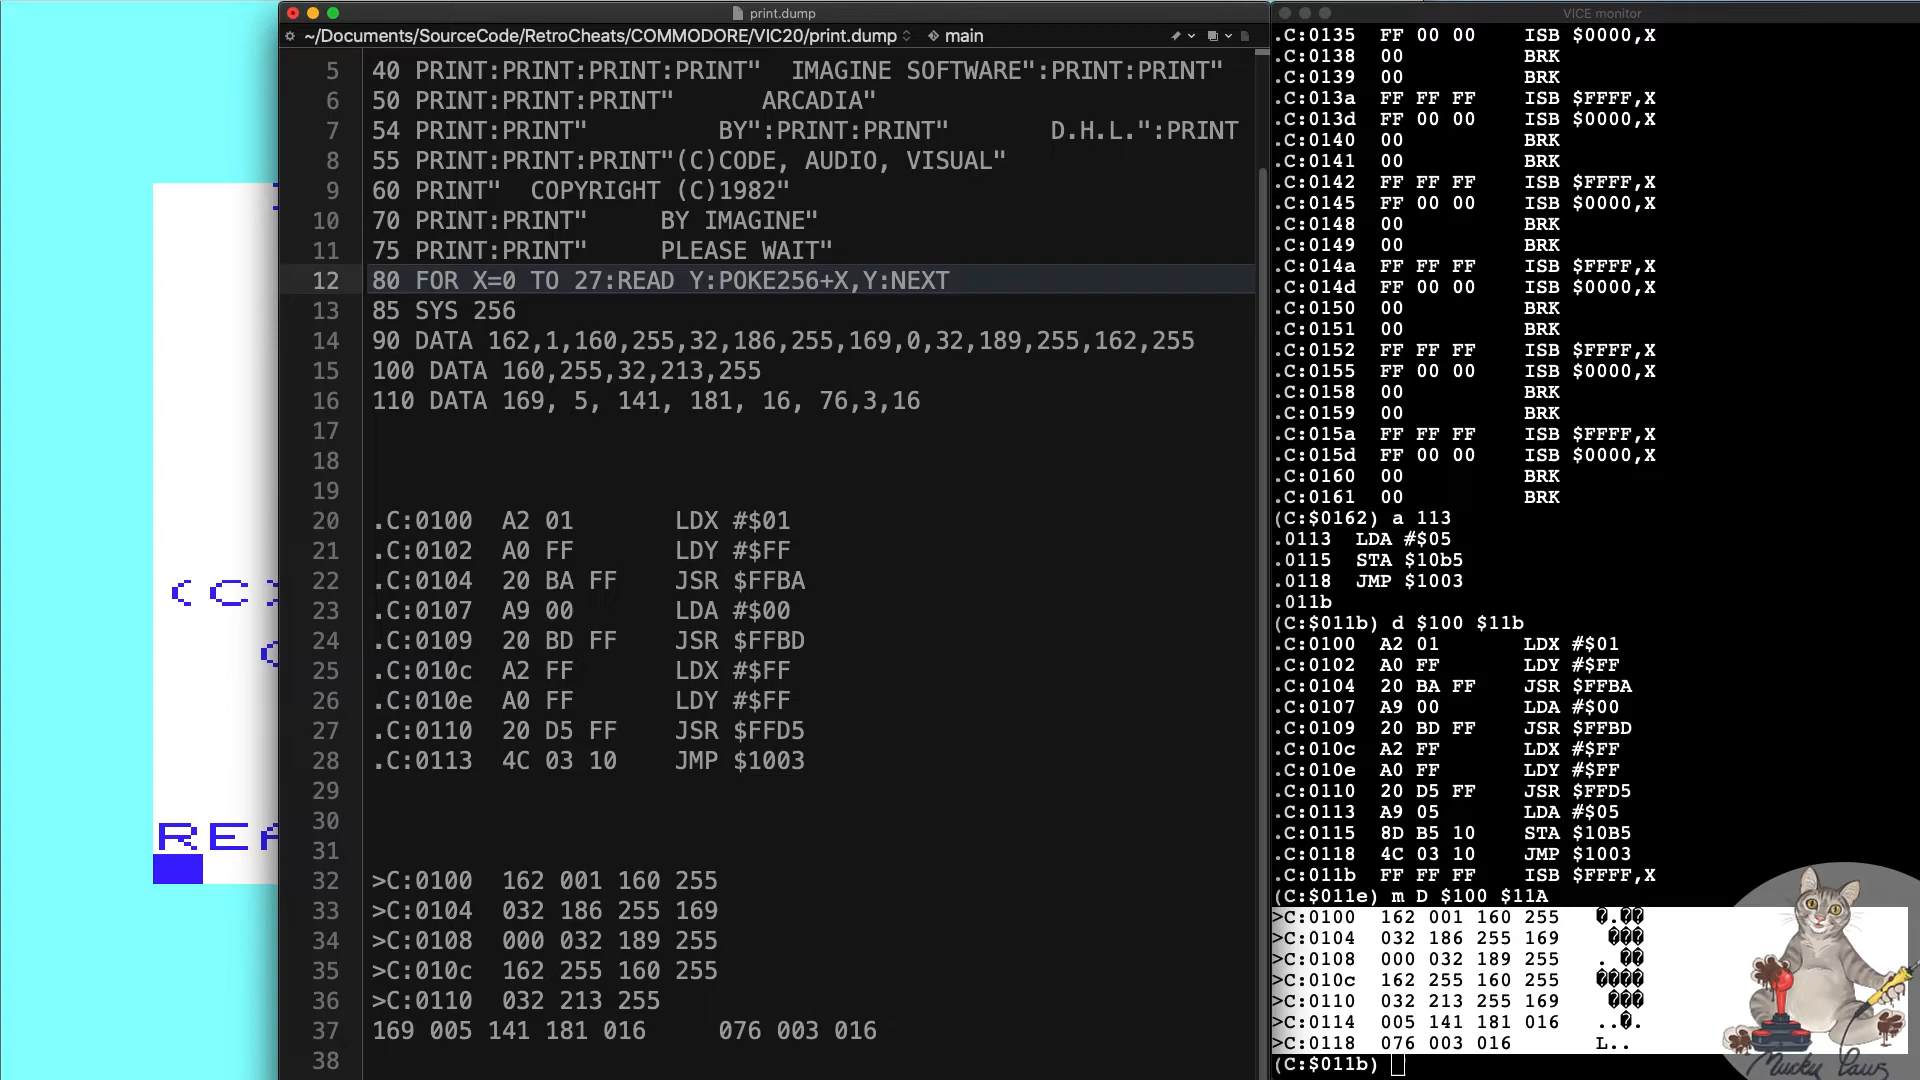 print.dump
~/Documents/SourceCode/RetroCheats/COMMODORE/VIC20/print.dump main
5 40 PRINT:PRINT:PRINT:PRINT"  IMAGINE SOFTWARE":PRINT:PRINT"
6 50 PRINT:PRINT:PRINT"      ARCADIA"
7 54 PRINT:PRINT"         BY":PRINT:PRINT"       D.H.L.":PRINT
8 55 PRINT:PRINT:PRINT"(C)CODE, AUDIO, VISUAL"
9 60 PRINT"  COPYRIGHT (C)1982"
10 70 PRINT:PRINT"     BY IMAGINE"
11 75 PRINT:PRINT"     PLEASE WAIT"
12 80 FOR X=0 TO 27:READ Y:POKE256+X,Y:NEXT
13 85 SYS 256
14 90 DATA 162,1,160,255,32,186,255,169,0,32,189,255,162,255
15 100 DATA 160,255,32,213,255
16 110 DATA 169, 5, 141, 181, 16, 76,3,16
17
18
19
20 .C:0100  A2 01       LDX #$01
21 .C:0102  A0 FF       LDY #$FF
22 .C:0104  20 BA FF    JSR $FFBA
23 .C:0107  A9 00       LDA #$00
24 .C:0109  20 BD FF    JSR $FFBD
25 .C:010c  A2 FF       LDX #$FF
26 .C:010e  A0 FF       LDY #$FF
27 .C:0110  20 D5 FF    JSR $FFD5
28 .C:0113  4C 03 10    JMP $1003
29
30
31
32 >C:0100  162 001 160 255
33 >C:0104  032 186 255 169
34 >C:0108  000 032 189 255
35 >C:010c  162 255 160 255
36 >C:0110  032 213 255
37 169 005 141 181 016     076 003 016
38
(C)
REA
VICE monitor
.C:0135  FF 00 00    ISB $0000,X
.C:0138  00          BRK
.C:0139  00          BRK
.C:013a  FF FF FF    ISB $FFFF,X
.C:013d  FF 00 00    ISB $0000,X
.C:0140  00          BRK
.C:0141  00          BRK
.C:0142  FF FF FF    ISB $FFFF,X
.C:0145  FF 00 00    ISB $0000,X
.C:0148  00          BRK
.C:0149  00          BRK
.C:014a  FF FF FF    ISB $FFFF,X
.C:014d  FF 00 00    ISB $0000,X
.C:0150  00          BRK
.C:0151  00          BRK
.C:0152  FF FF FF    ISB $FFFF,X
.C:0155  FF 00 00    ISB $0000,X
.C:0158  00          BRK
.C:0159  00          BRK
.C:015a  FF FF FF    ISB $FFFF,X
.C:015d  FF 00 00    ISB $0000,X
.C:0160  00          BRK
.C:0161  00          BRK
(C:$0162) a 113
.0113  LDA #$05
.0115  STA $10b5
.0118  JMP $1003
.011b
(C:$011b) d $100 $11b
.C:0100  A2 01       LDX #$01
.C:0102  A0 FF       LDY #$FF
.C:0104  20 BA FF    JSR $FFBA
.C:0107  A9 00       LDA #$00
.C:0109  20 BD FF    JSR $FFBD
.C:010c  A2 FF       LDX #$FF
.C:010e  A0 FF       LDY #$FF
.C:0110  20 D5 FF    JSR $FFD5
.C:0113  A9 05       LDA #$05
.C:0115  8D B5 10    STA $10B5
.C:0118  4C 03 10    JMP $1003
.C:011b  FF FF FF    ISB $FFFF,X
(C:$011e) m D $100 $11A
>C:0100  162 001 160 255   �.��
>C:0104  032 186 255 169    ���
>C:0108  000 032 189 255   . ��
>C:010c  162 255 160 255   ����
>C:0110  032 213 255 169    ���
>C:0114  005 141 181 016   ..�.
>C:0118  076 003 016       L..
(C:$011b)
Mucky Paws